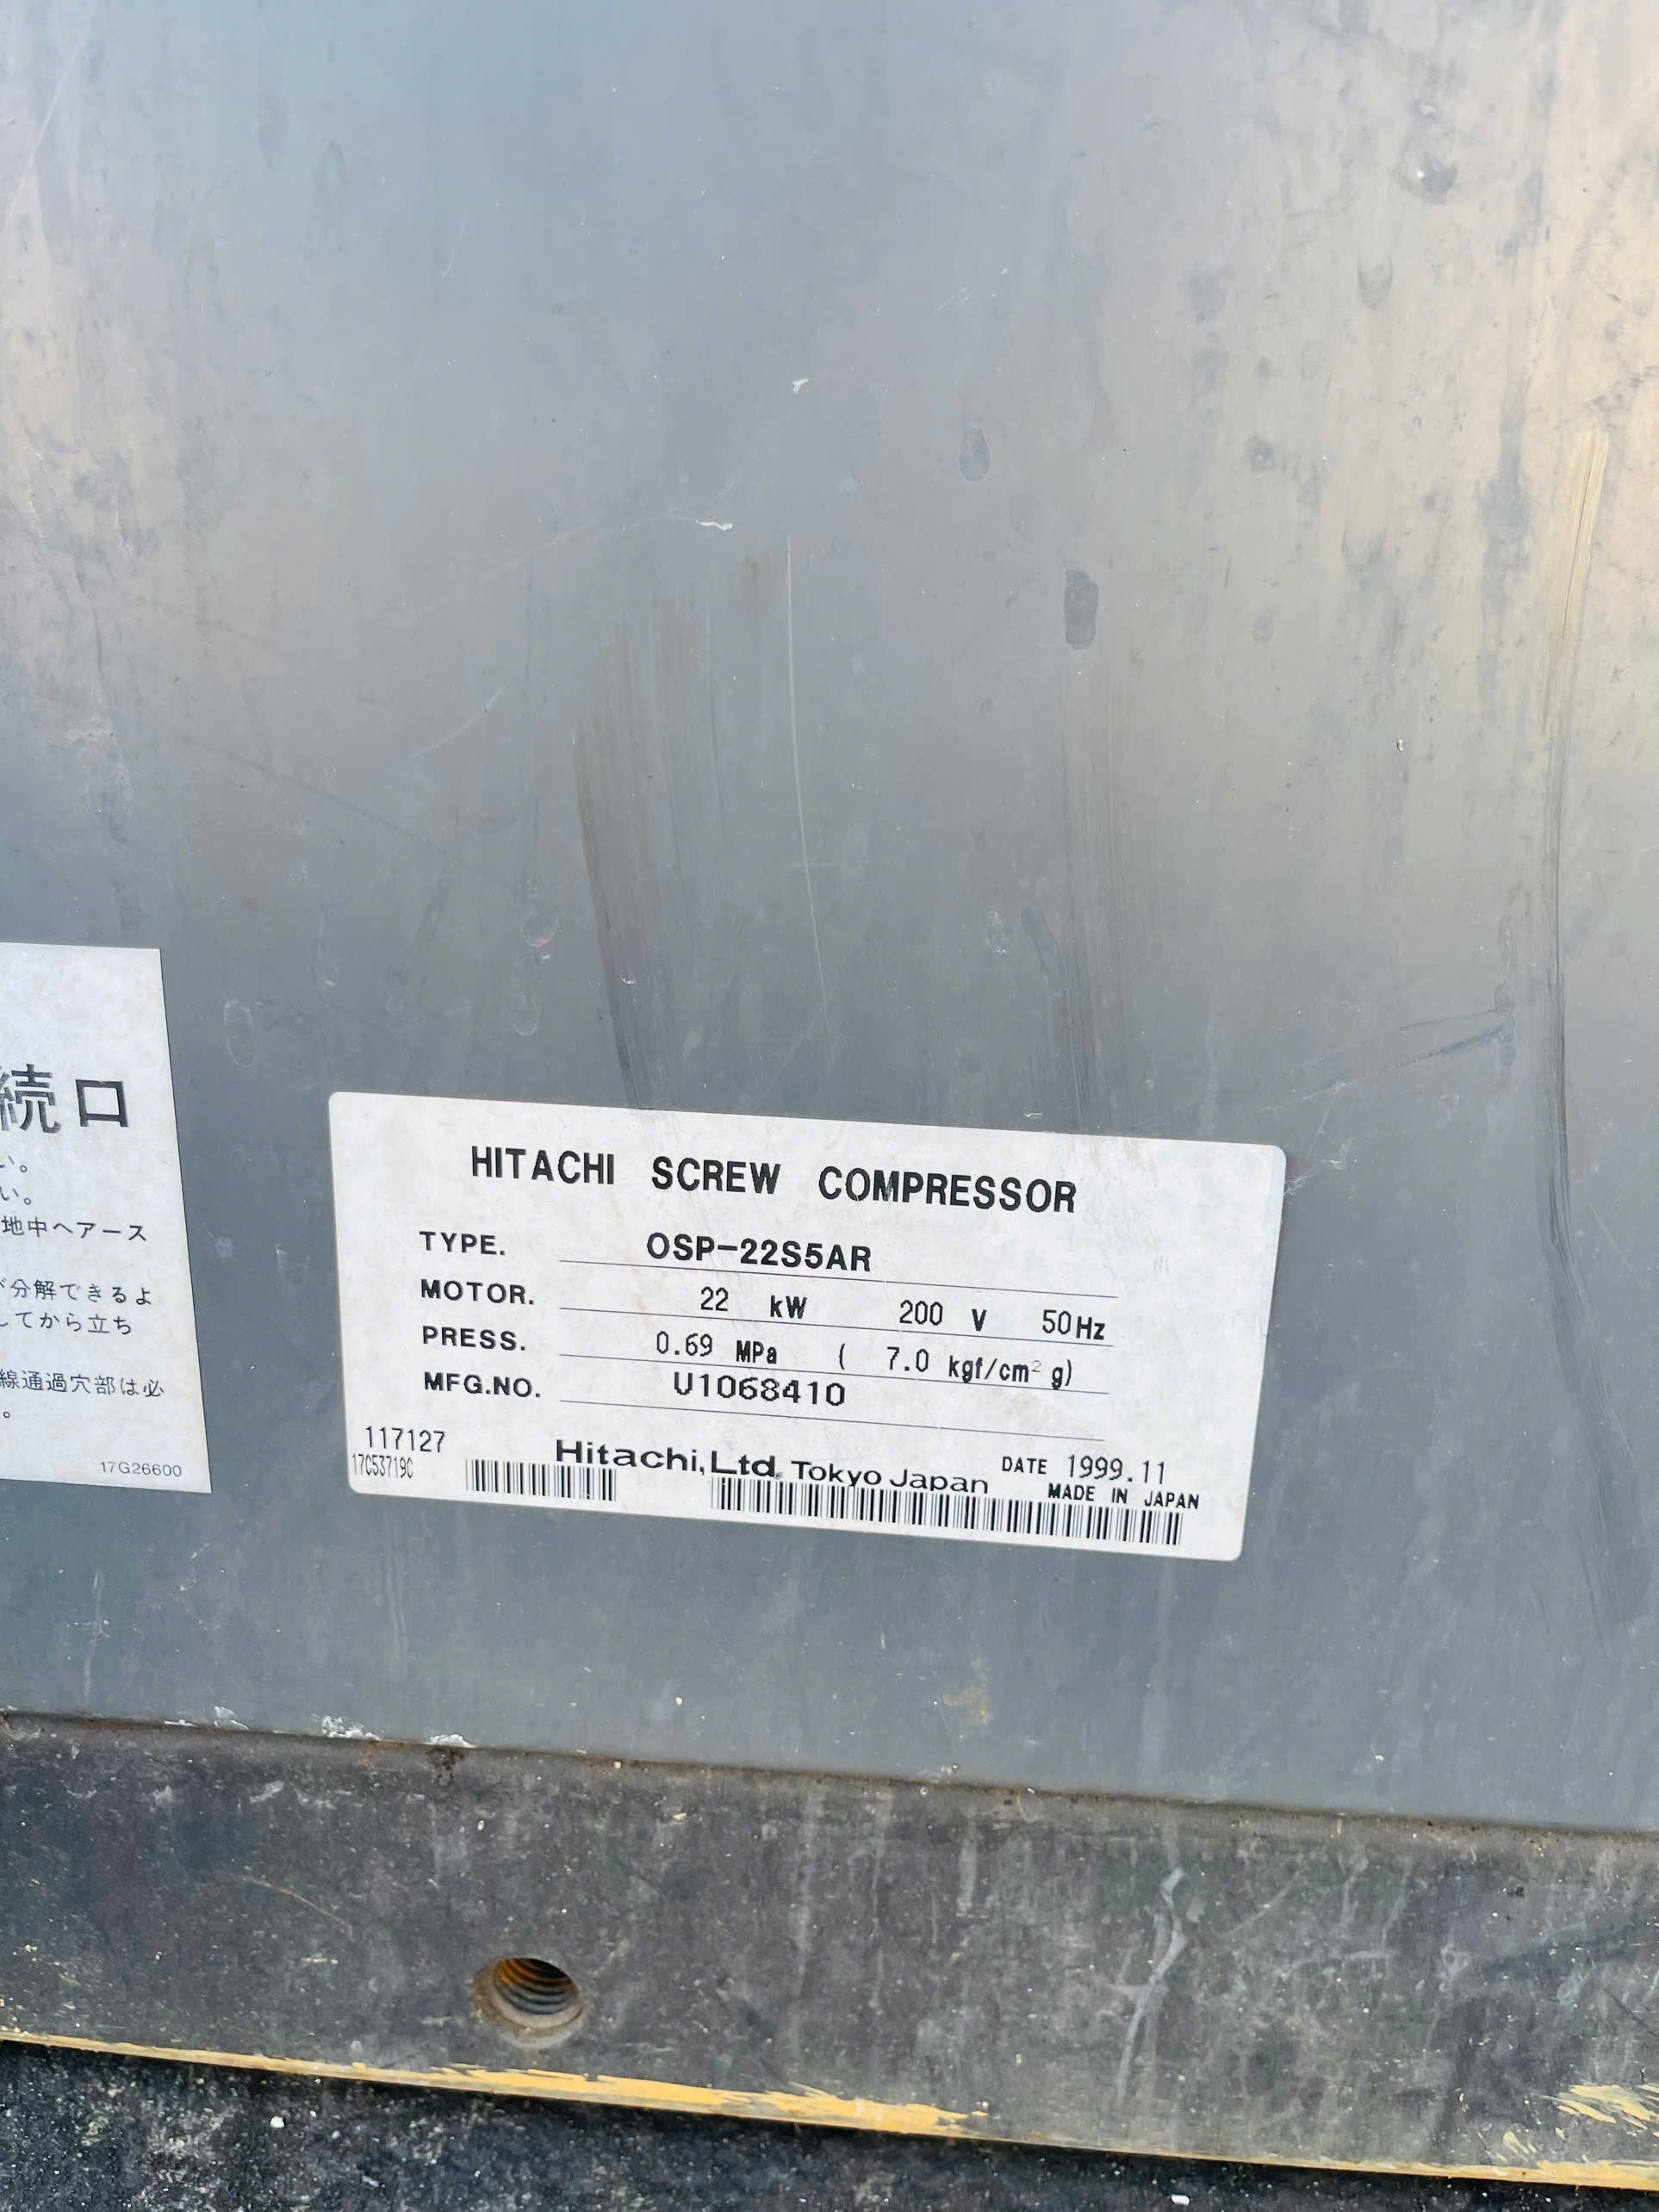 続口
い。
い。
地中へアース
が分解できるよ
してから立ち
線通過穴部は必
。
17G26600
HITACHI SCREW COMPRESSOR
TYPE. OSP-22S5AR
MOTOR. 22 kW 200 V 50Hz
PRESS. 0.69 MPa ( 7.0 kgf/cm² g)
MFG.NO. U1068410
117127
17C53719C
Hitachi,Ltd. Tokyo Japan
DATE 1999.11
MADE IN JAPAN